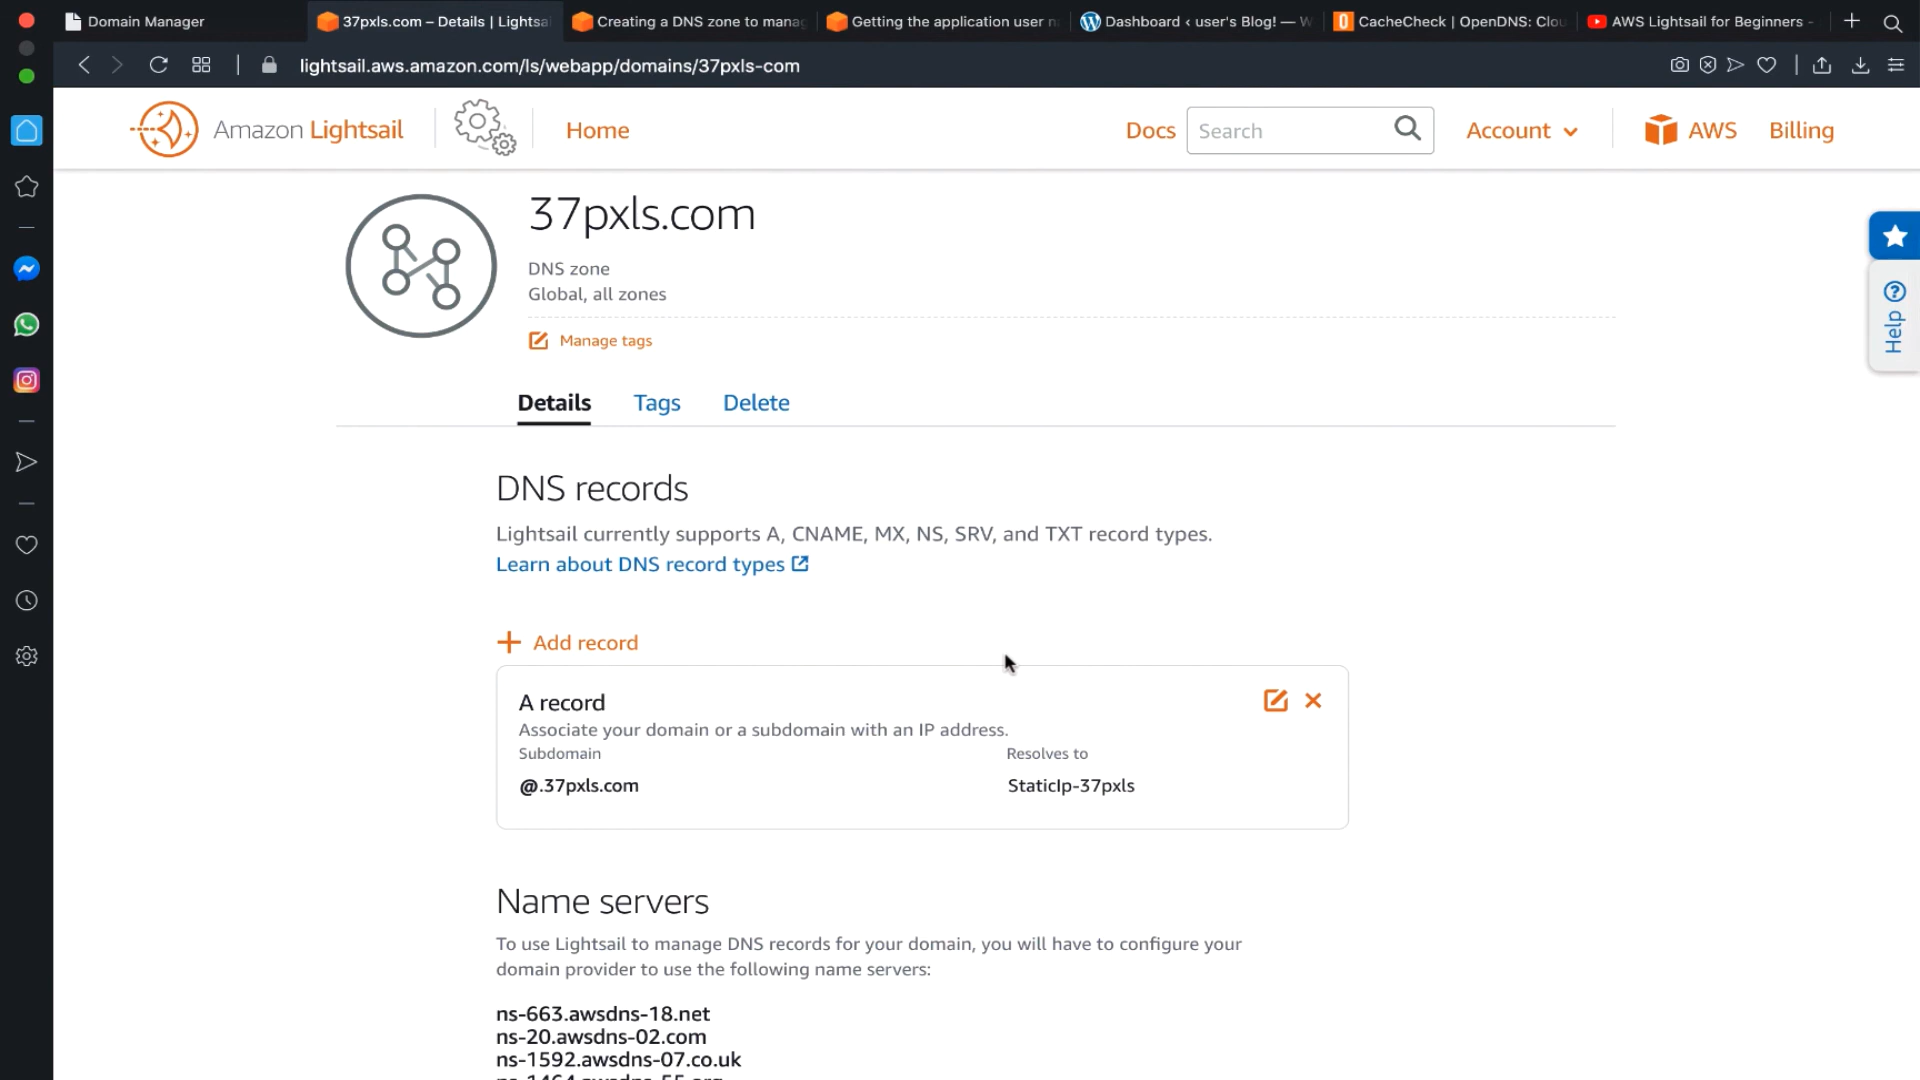 Domain Manager
37pxls.com – Details | Lightsa
Creating a DNS zone to mana
Getting the application user n
Dashboard ‹ user's Blog! — W
CacheCheck | OpenDNS: Clou
AWS Lightsail for Beginners -
lightsail.aws.amazon.com/ls/webapp/domains/37pxls-com
Amazon Lightsail
Home
Docs
Search
Account
AWS
Billing
37pxls.com
DNS zone
Global, all zones
Manage tags
Help
Details
Tags
Delete
DNS records
Lightsail currently supports A, CNAME, MX, NS, SRV, and TXT record types.
Learn about DNS record types
Add record
A record
Associate your domain or a subdomain with an IP address.
Subdomain
Resolves to
@.37pxls.com
StaticIp-37pxls
Name servers
To use Lightsail to manage DNS records for your domain, you will have to configure your
domain provider to use the following name servers:
ns-663.awsdns-18.net
ns-20.awsdns-02.com
ns-1592.awsdns-07.co.uk